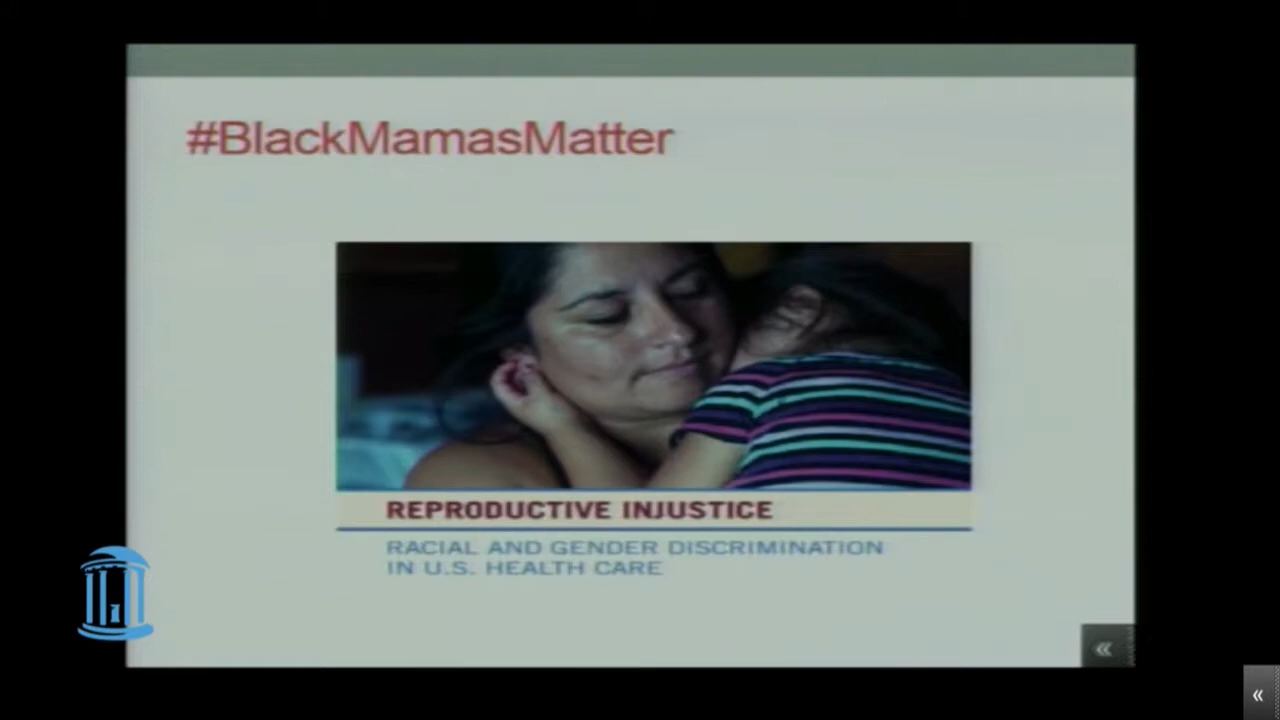 #BlackMamasMatter
REPRODUCTIVE INJUSTICE
RACIAL AND GENDER DISCRIMINATION
IN U.S. HEALTH CARE